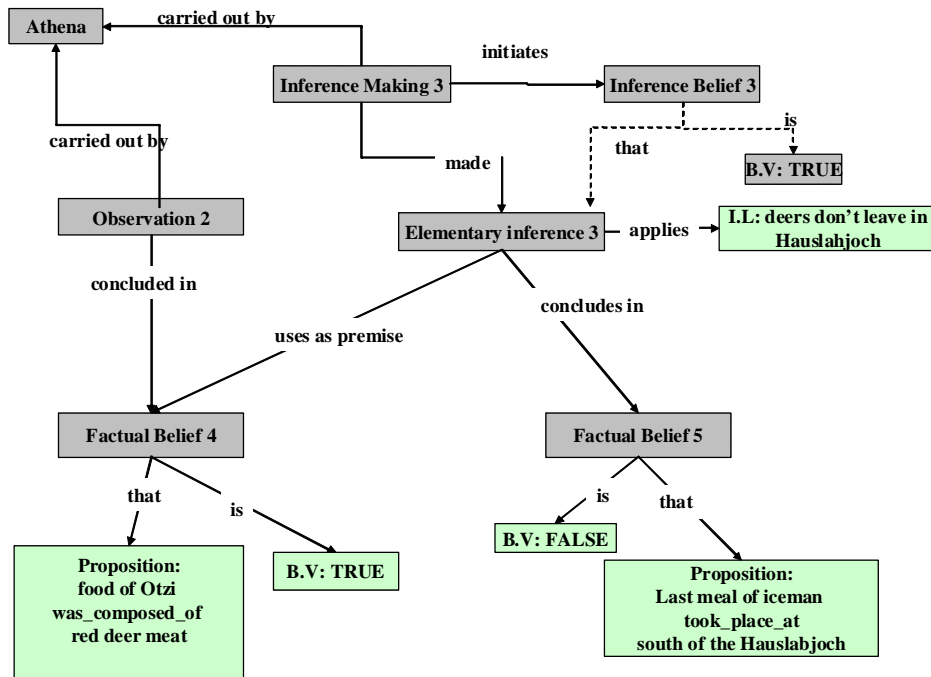 Athena
carried out by
initiates
Inference Making 3
Inference Belief 3
is
carried out by
that
made
B.V: TRUE
Observation 2
Elementary inference 3
applies
I.L: deers don't leave in
Hauslahjoch
concluded in
concludes in
uses as premise
Factual Belief 4
Factual Belief 5
that
is
is
that
B.V: FALSE
Proposition:
food of Otzi
was_composed_of
red deer meat
B.V: TRUE
Proposition:
Last meal of iceman
took_place_at
south of the Hauslabjoch